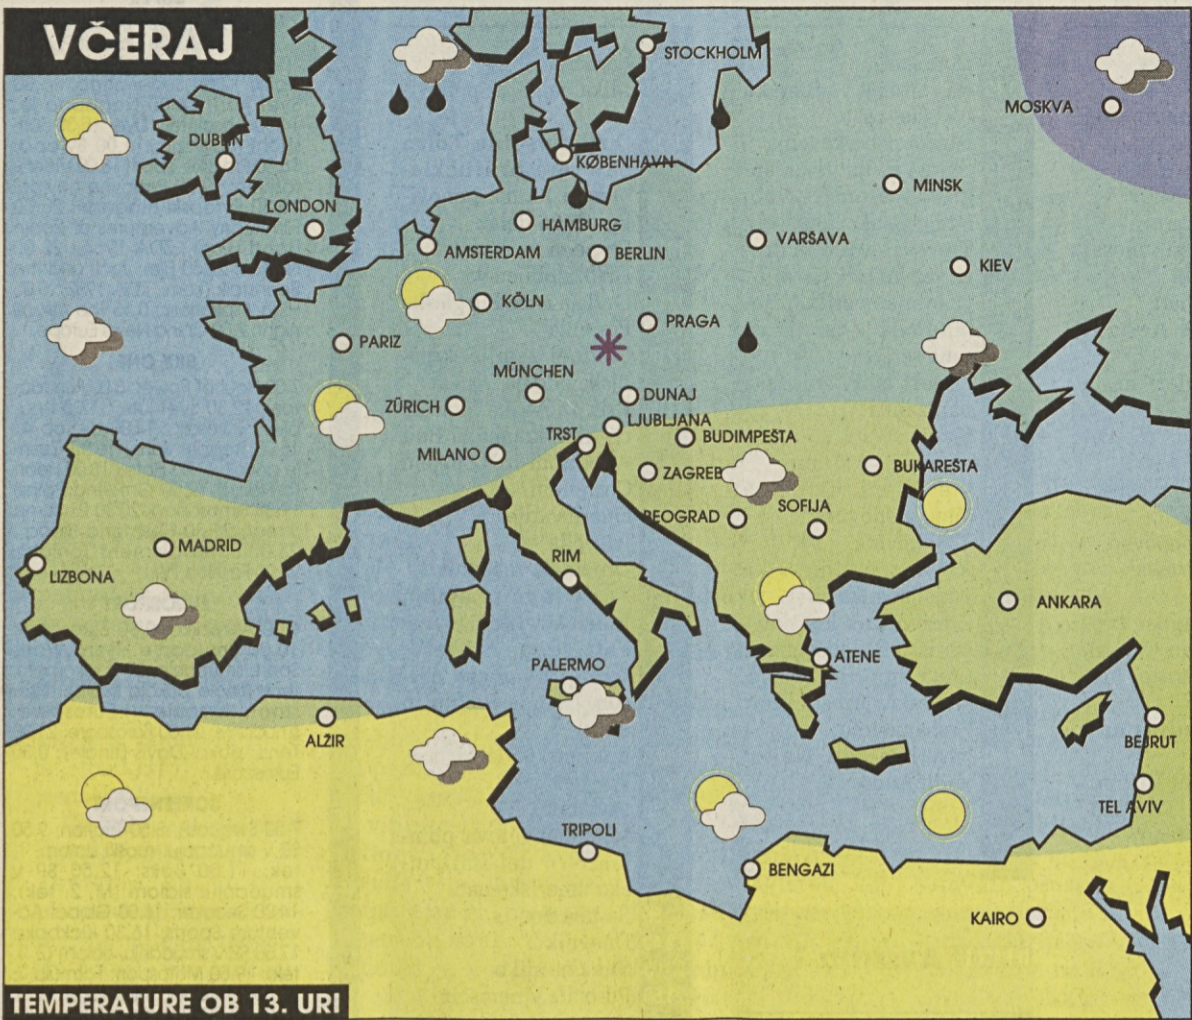 VČERAJ
STOCKHOLM
MOSKVA
DUBLIN
KØBENHAVN
MINSK
LONDON
HAMBURG
AMSTERDAM
BERLIN
VARŠAVA
KIEV
KÖLN
PRAGA
PARIZ
MÜNCHEN
ZÜRICH
DUNAJ
LJUBLJANA
TRST
BUDIMPEŠTA
MILANO
ZAGREB
BUKAREŠTA
BEOGRAD
SOFIJA
MADRID
LIZBONA
RIM
ANKARA
PALERMO
ATENE
ALŽIR
BEJRUT
TEL AVIV
TRIPOLI
BENGAZI
KAIRO
TEMPERATURE OB 13. URI